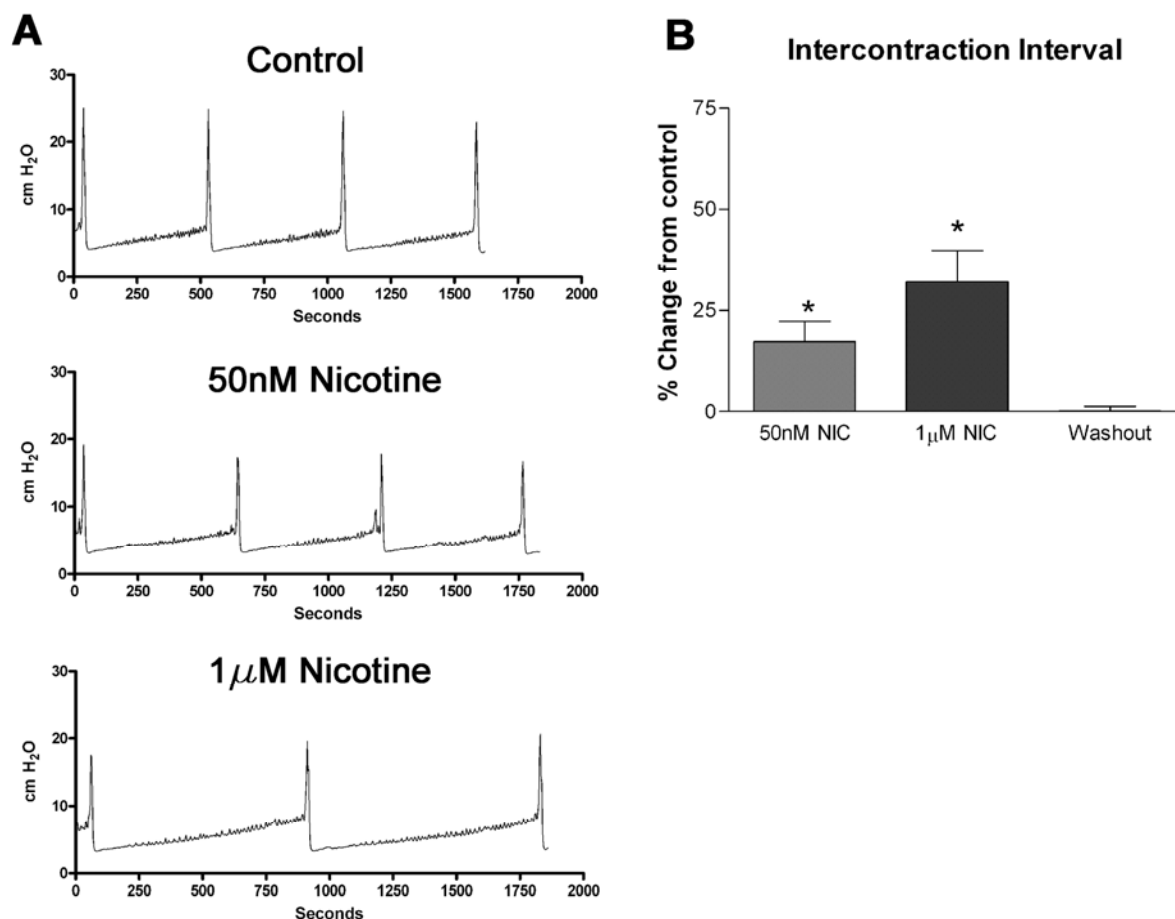 A
Control
30
20
10
0
cm H₂O
0 250 500 750 1000 1250 1500 1750 2000
Seconds
50nM Nicotine
30
20
10
0
cm H₂O
0 250 500 750 1000 1250 1500 1750 2000
Seconds
1μM Nicotine
30
20
10
0
cm H₂O
0 250 500 750 1000 1250 1500 1750 2000
Seconds
B
Intercontraction Interval
% Change from control
75
50
25
0
*
*
50nM NIC 1μM NIC Washout